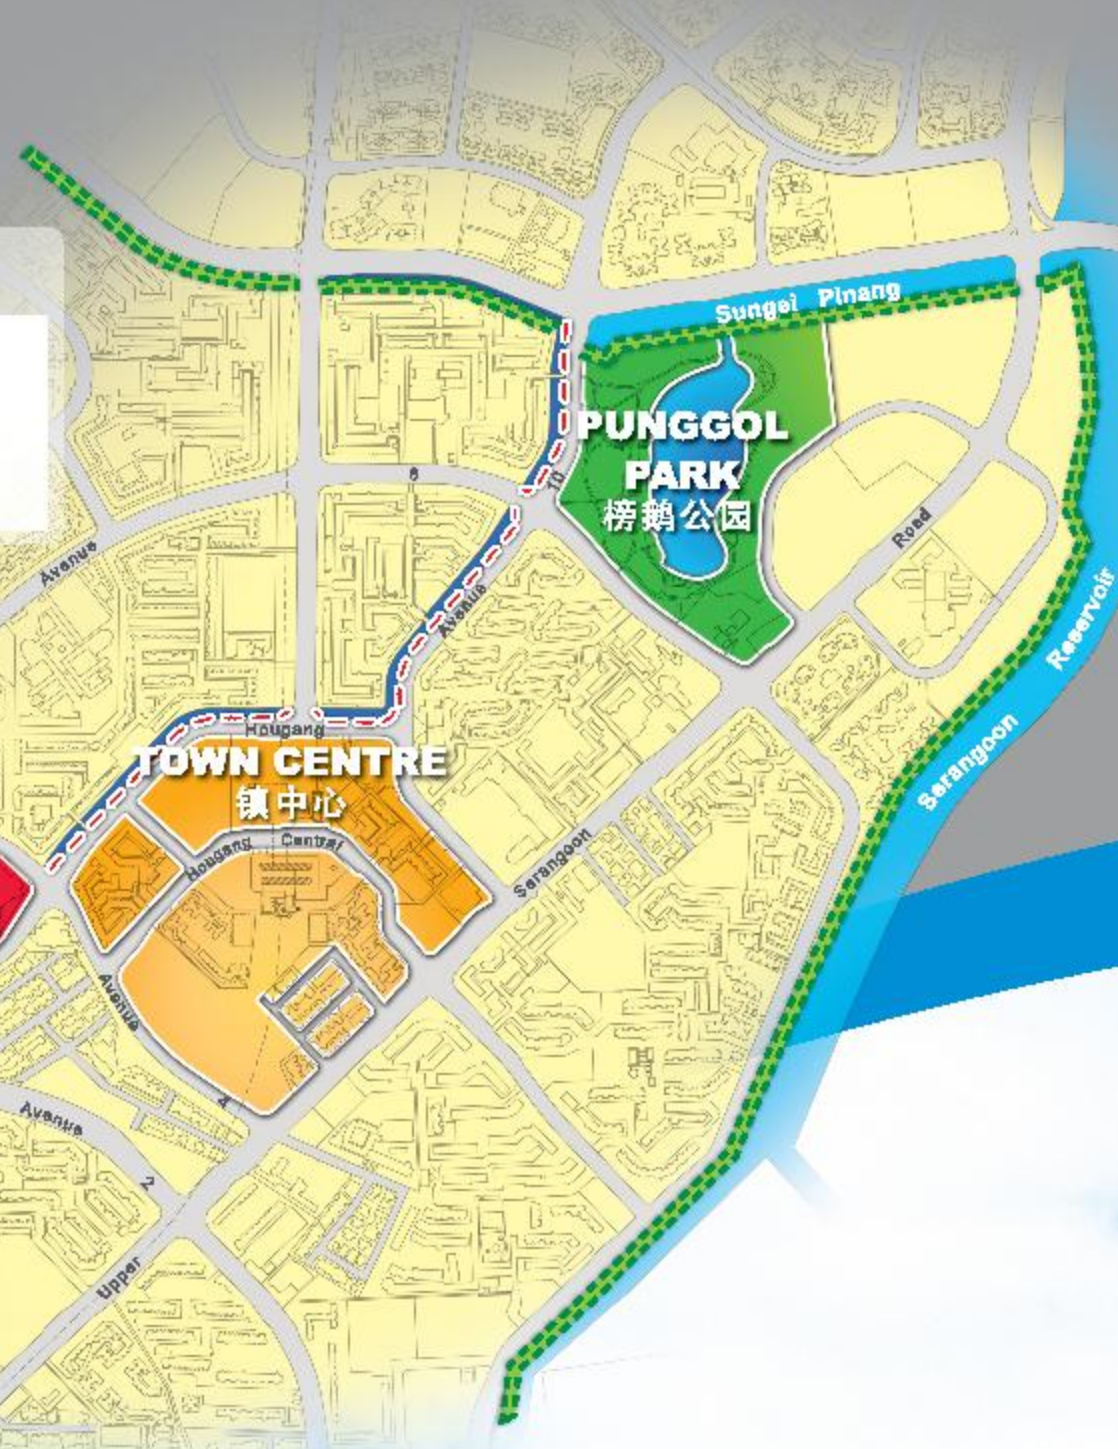 Sungei Pinang
PUNGGOL
PARK
榜鹅公园
8
10
Avenue
Road
Avenue
Reservoir
Hougang
TOWN CENTRE
镇中心
Serangoon
Hougang Central
Serangoon
Avenue
4
Avenue
2
Upper